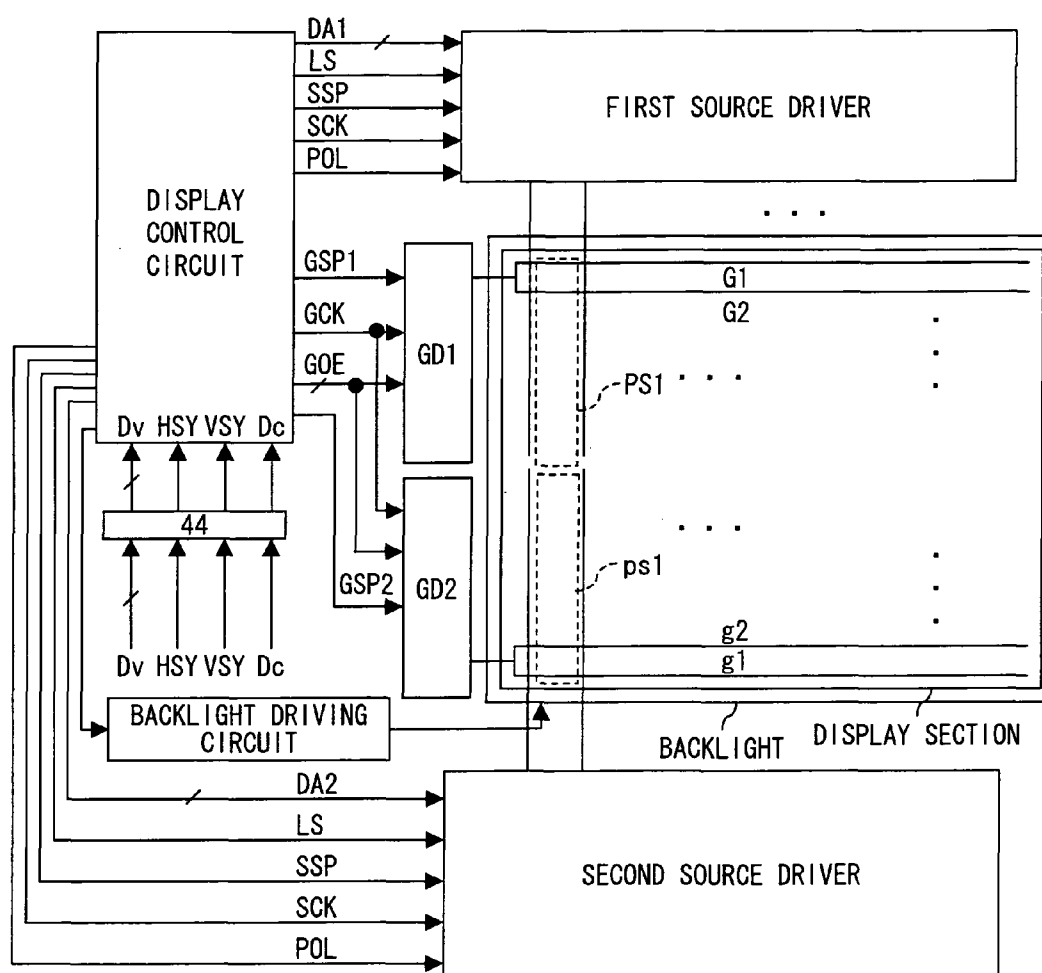 DA1
LS
SSP
SCK
POL
FIRST SOURCE DRIVER
DISPLAY
CONTROL
CIRCUIT
GSP1
GCK
GOE
GD1
G1
G2
PS1
Dv HSY VSY Dc
44
GSP2
GD2
ps1
g2
g1
Dv HSY VSY Dc
BACKLIGHT DRIVING
CIRCUIT
BACKLIGHT
DISPLAY SECTION
DA2
LS
SSP
SCK
POL
SECOND SOURCE DRIVER